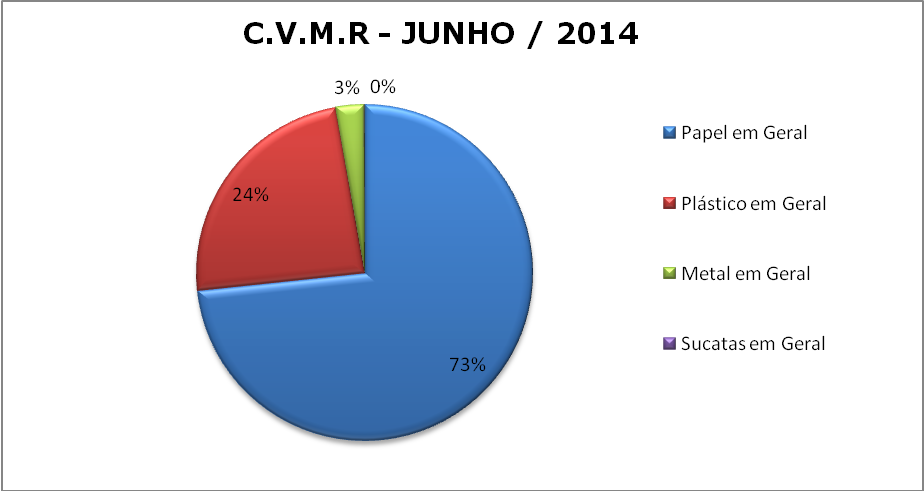 C.V.M.R - JUNHO / 2014
3%
0%
24%
73%
Papel em Geral
Plástico em Geral
Metal em Geral
Sucatas em Geral